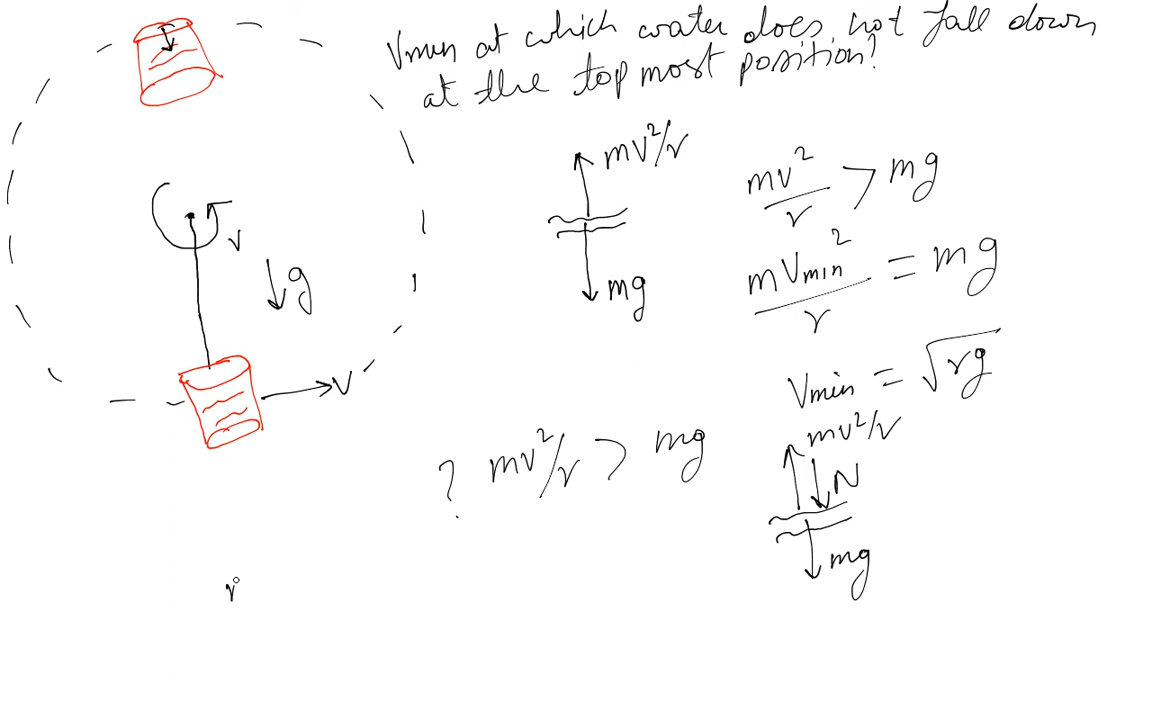 Vmin at which water does not fall down
at the top most position?
mv²/r
mv²/r > mg
mVmin²/r = mg
v
↓g
mg
Vmin = √rg
V
mv²/r
? mv²/r > mg
N
mg
r